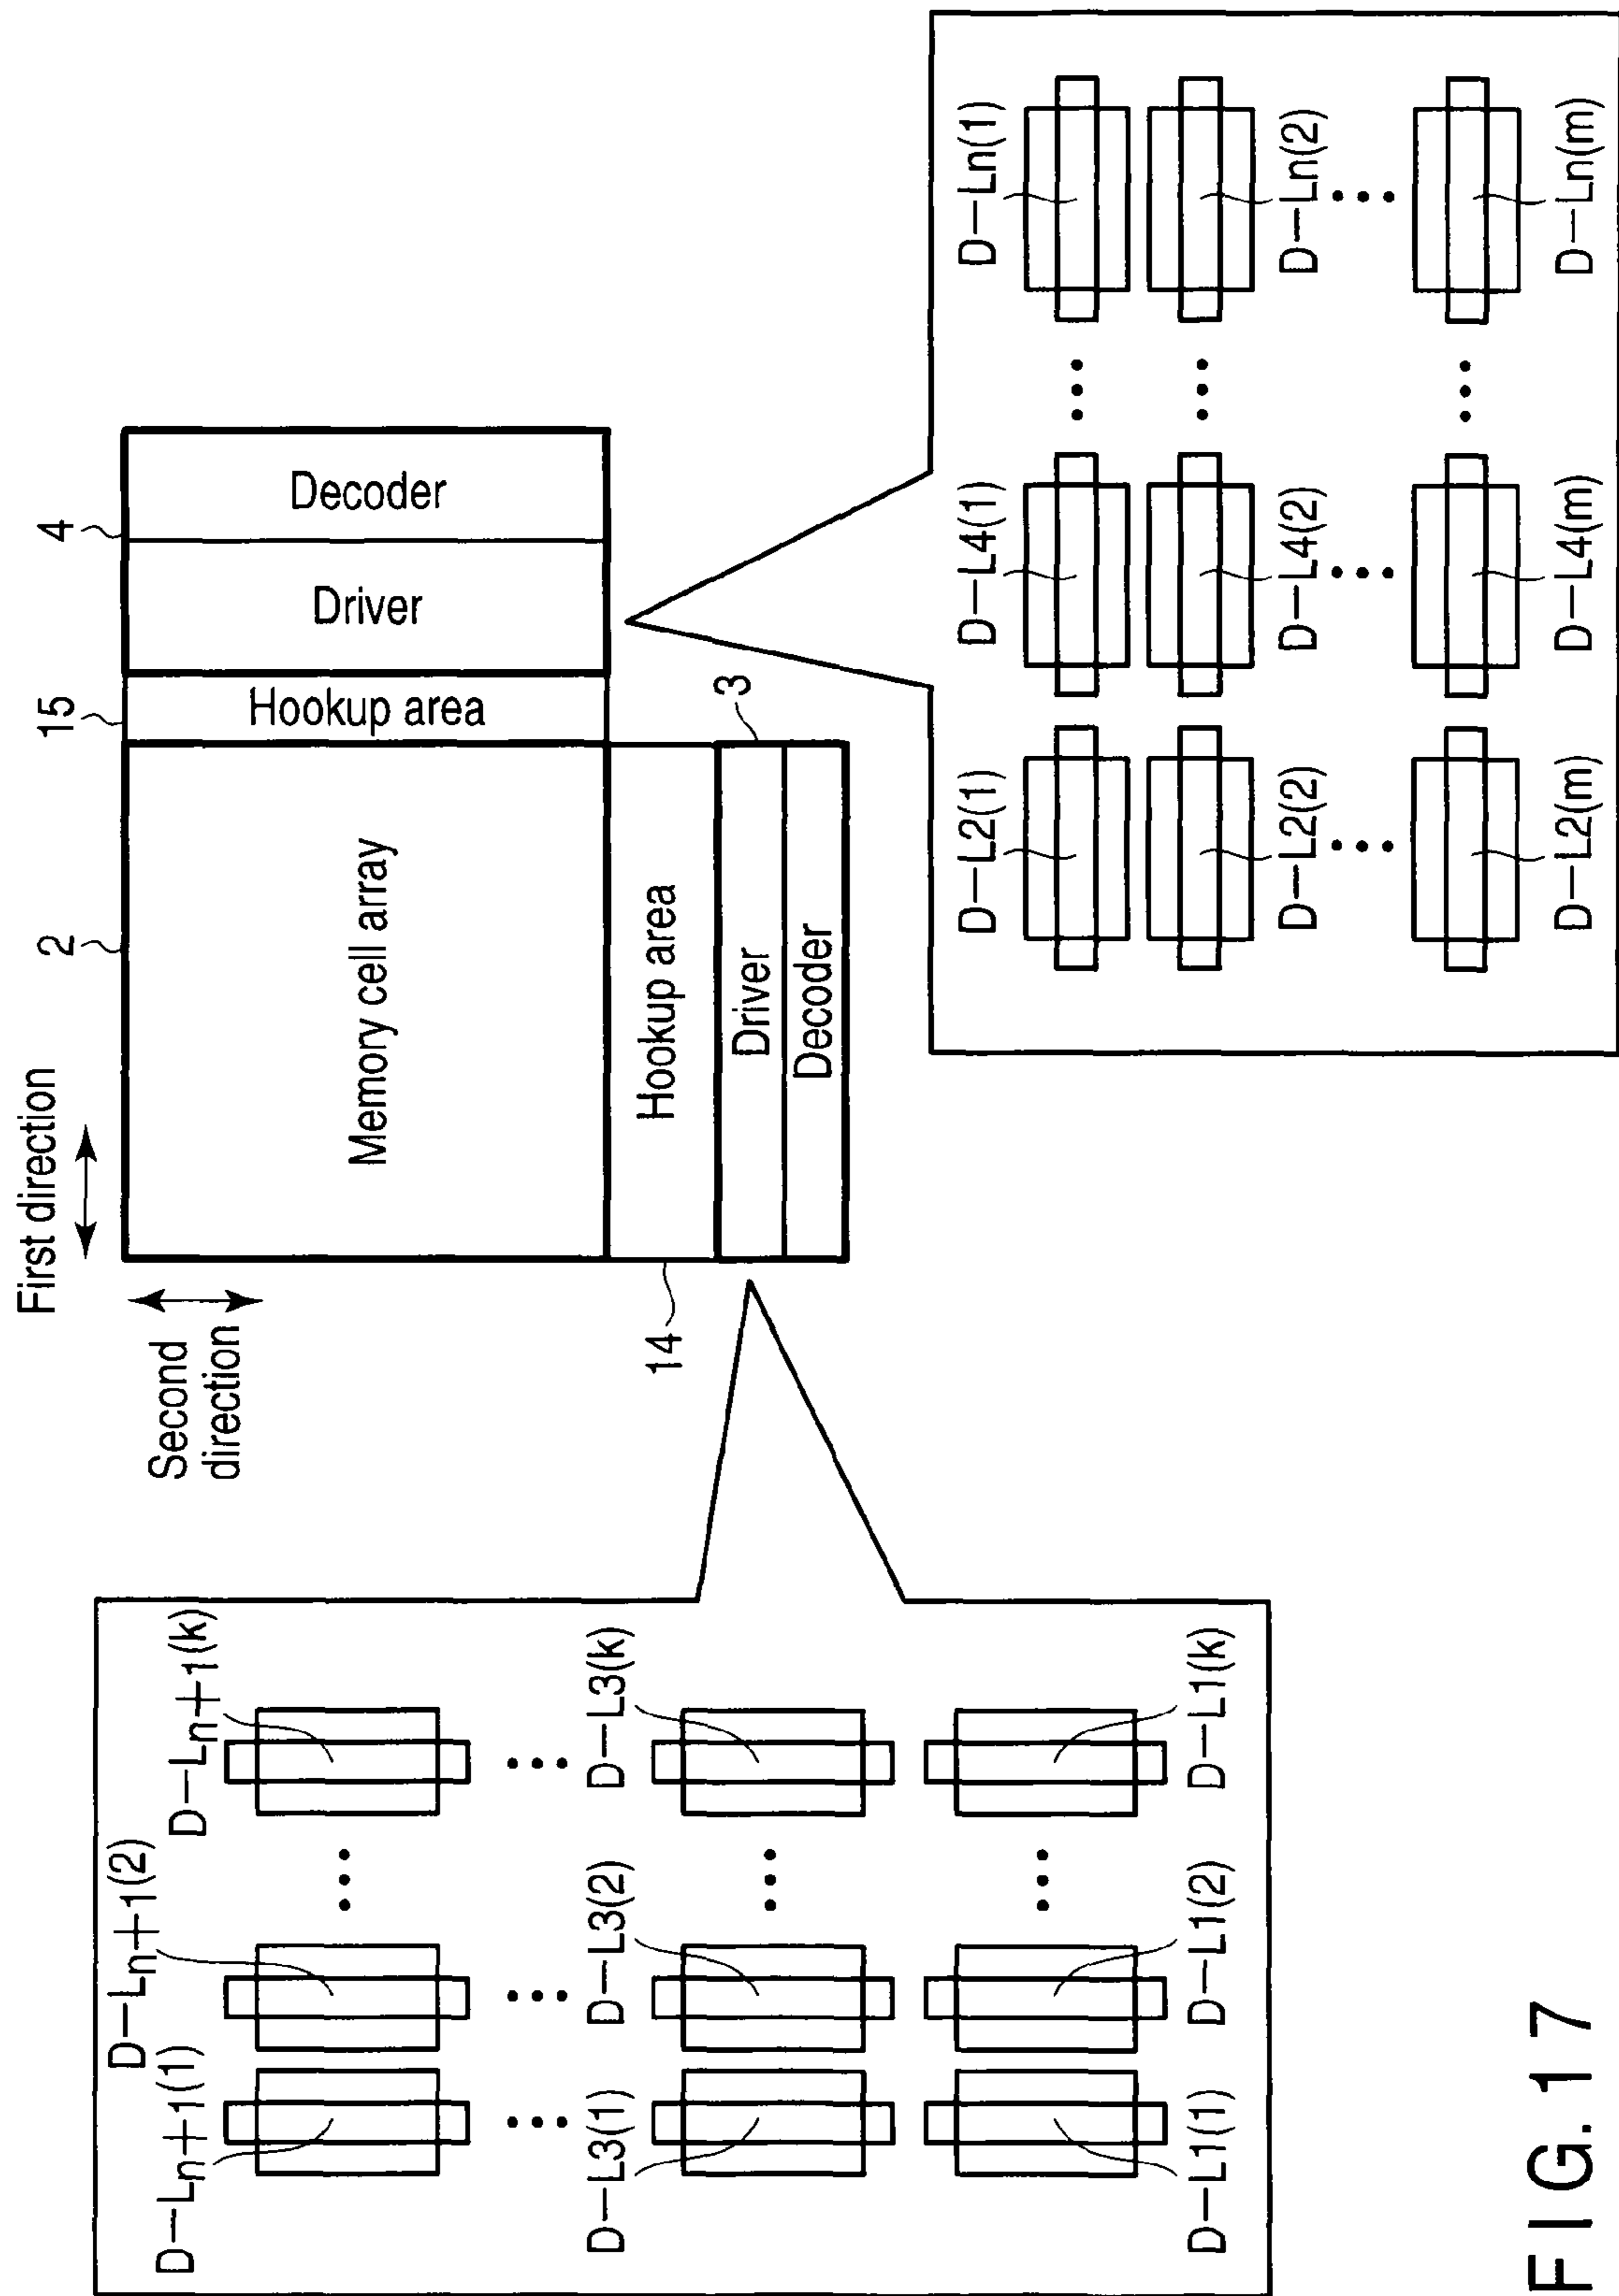 First direction
Second
direction
2
15
4
Memory cell array
Hookup area
Driver
Decoder
Hookup area
Driver
Decoder
14
3
D—Ln+1(1)
D—Ln+1(2)
D—Ln+1(k)
D—L3(1)
D—L3(2)
D—L3(k)
D—L1(1)
D—L1(2)
D—L1(k)
D—L2(1)
D—L4(1)
D—Ln(1)
D—L2(2)
D—L4(2)
D—Ln(2)
D—L2(m)
D—L4(m)
D—Ln(m)
FIG. 17